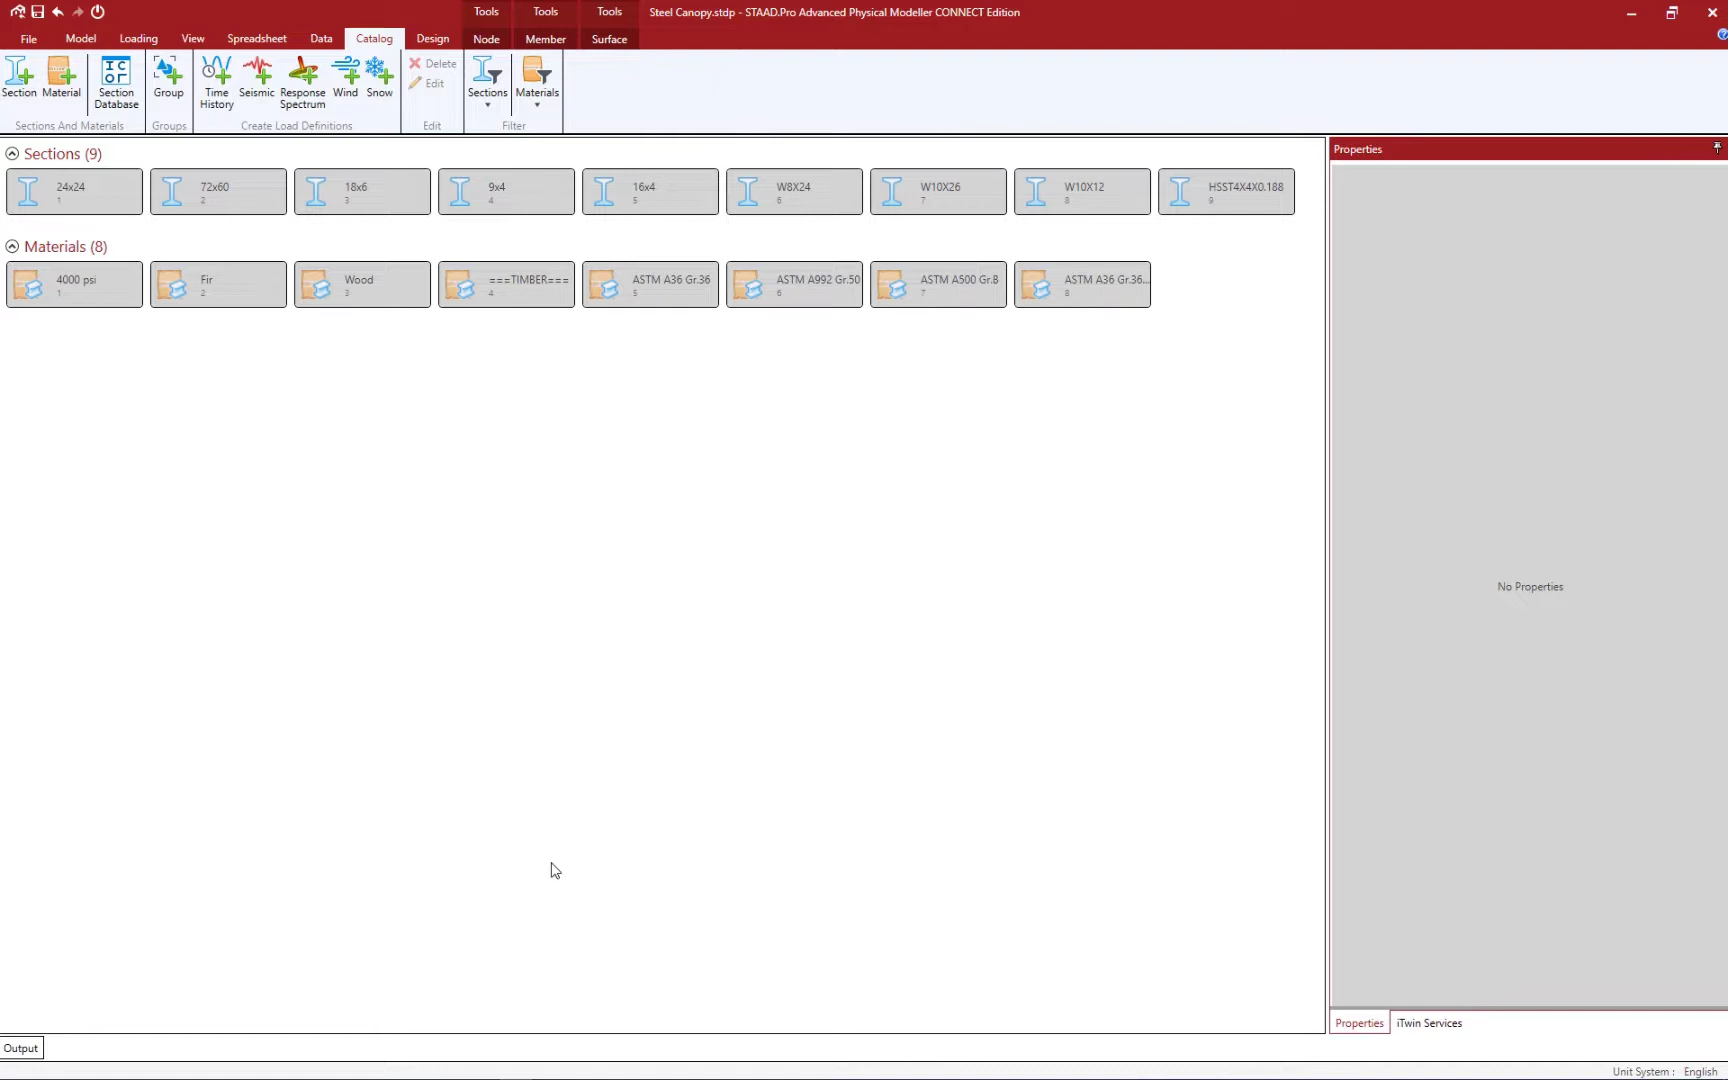 Tools
Tools
Tools
Steel Canopy.stdp - STAAD.Pro Advanced Physical Modeller CONNECT Edition
File
Model
Loading
View
Spreadsheet
Data
Catalog
Design
Node
Member
Surface
Section
Material
Section
Database
Group
Time
History
Seismic
Response
Spectrum
Wind
Snow
Delete
Edit
Sections
Materials
Sections And Materials
Groups
Create Load Definitions
Edit
Filter
Sections (9)
24x24
1
72x60
2
18x6
3
9x4
4
16x4
5
W8X24
6
W10X26
7
W10X12
8
HSST4X4X0.188
9
Materials (8)
4000 psi
1
Fir
2
Wood
3
===TIMBER===
4
ASTM A36 Gr.36
5
ASTM A992 Gr.50
6
ASTM A500 Gr.B
7
ASTM A36 Gr.36...
8
Properties
No Properties
Properties
iTwin Services
Output
Unit System : English